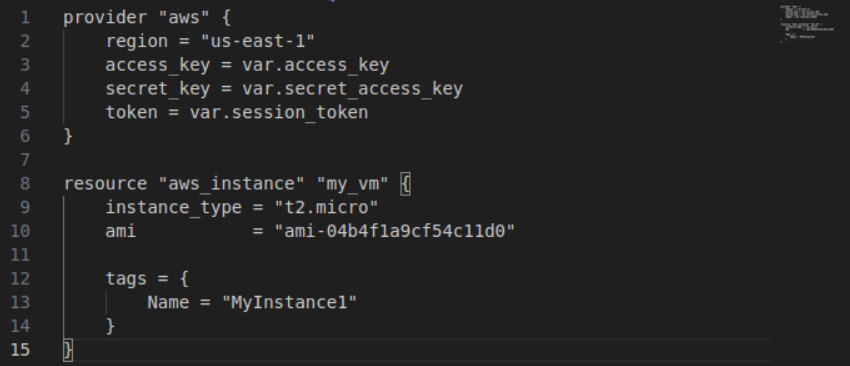 1 provider "aws" {
2     region = "us-east-1"
3     access_key = var.access_key
4     secret_key = var.secret_access_key
5     token = var.session_token
6 }
7
8 resource "aws_instance" "my_vm" {
9     instance_type = "t2.micro"
10     ami           = "ami-04b4f1a9cf54c11d0"
11
12     tags = {
13         Name = "MyInstance1"
14     }
15 }